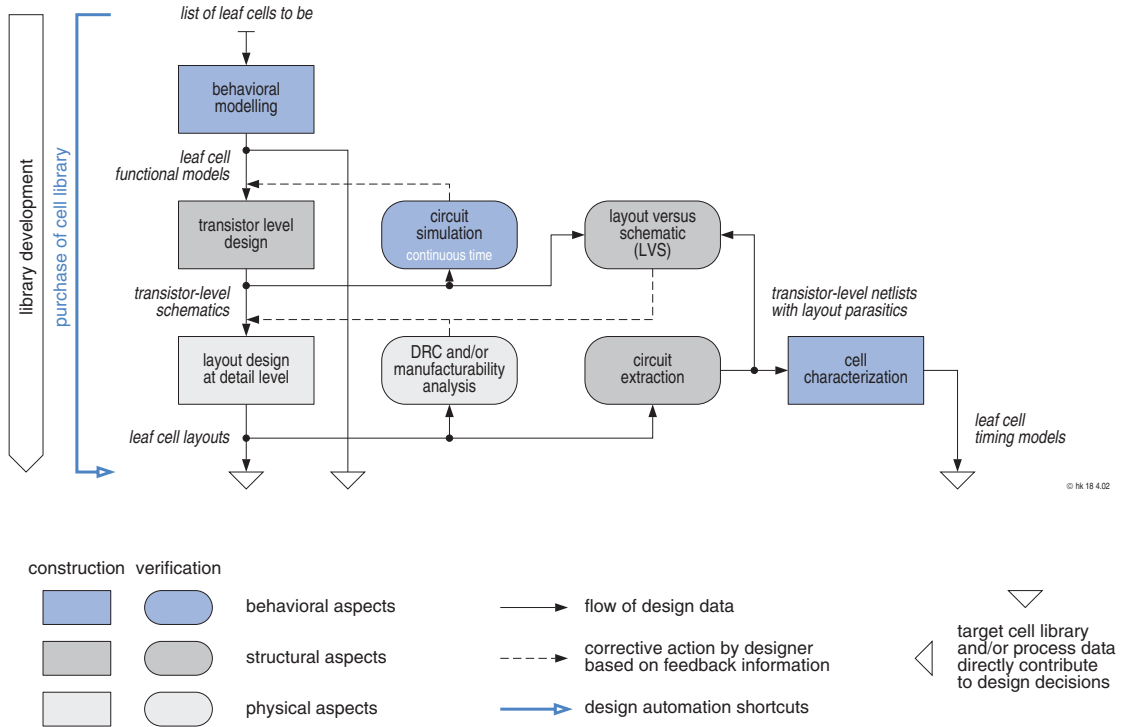 list of leaf cells to be
library development
purchase of cell library
behavioral
modelling
leaf cell
functional models
transistor level
design
circuit
simulation
continuous time
layout versus
schematic
(LVS)
transistor-level
schematics
transistor-level netlists
with layout parasitics
layout design
at detail level
DRC and/or
manufacturability
analysis
circuit
extraction
cell
characterization
leaf cell layouts
leaf cell
timing models
© hk 18 4.02
construction
verification
behavioral aspects
flow of design data
structural aspects
corrective action by designer
based on feedback information
physical aspects
design automation shortcuts
target cell library
and/or process data
directly contribute
to design decisions